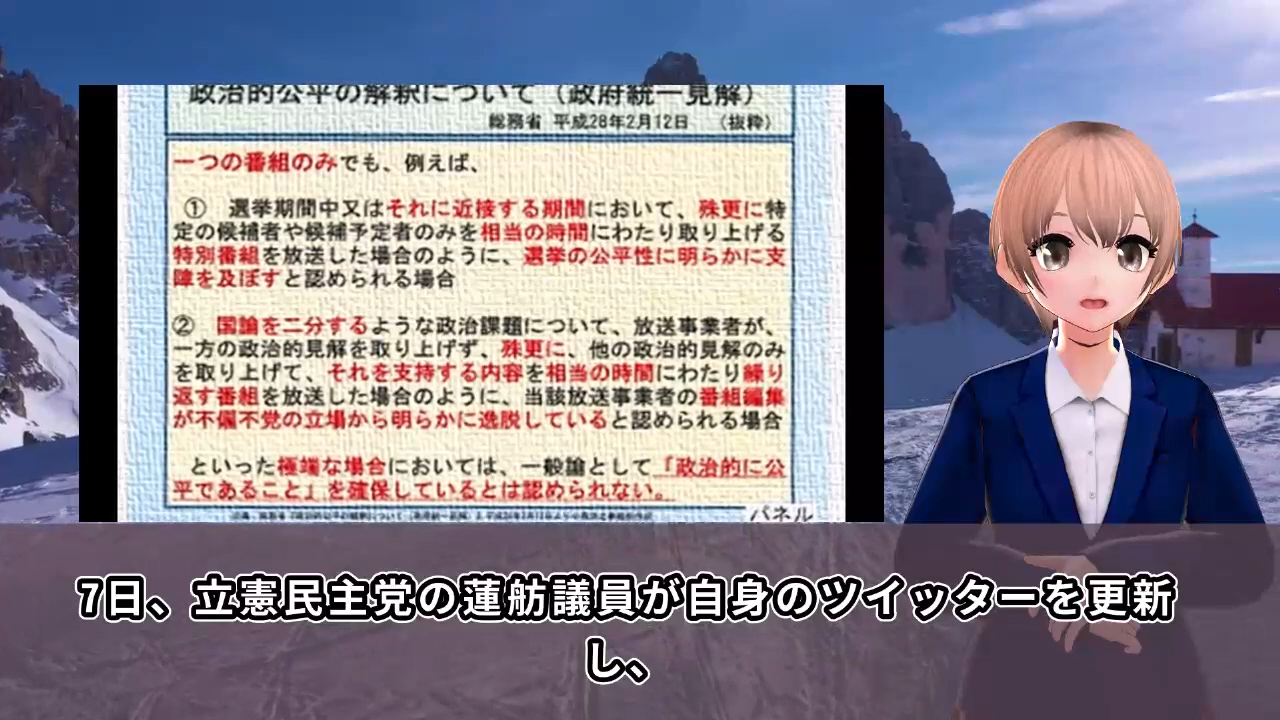 政治的公平の解釈について（政府統一見解）
総務省 平成28年2月12日 （抜粋）
一つの番組のみでも、例えば、
① 選挙期間中又はそれに近接する期間において、殊更に特
定の候補者や候補予定者のみを相当の時間にわたり取り上げる
特別番組を放送した場合のように、選挙の公平性に明らかに支
障を及ぼすと認められる場合
② 国論を二分するような政治課題について、放送事業者が、
一方の政治的見解を取り上げず、殊更に、他の政治的見解のみ
を取り上げて、それを支持する内容を相当の時間にわたり繰り
返す番組を放送した場合のように、当該放送事業者の番組編集
が不偏不党の立場から明らかに逸脱していると認められる場合
といった極端な場合においては、一般論として「政治的に公
平であること」を確保しているとは認められない。
パネル
7日、立憲民主党の蓮舫議員が自身のツイッターを更新
し、